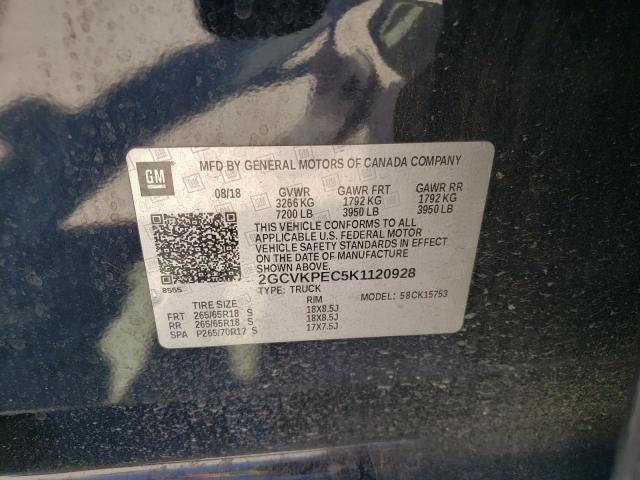 GM MFD BY GENERAL MOTORS OF CANADA COMPANY
08/18 GVWR GAWR FRT GAWR RR
3266 KG 1792 KG 1792 KG
7200 LB 3950 LB 3950 LB
THIS VEHICLE CONFORMS TO ALL
APPLICABLE U.S. FEDERAL MOTOR
VEHICLE SAFETY STANDARDS IN EFFECT
ON THE DATE OF MANUFACTURE
SHOWN ABOVE.
8555
2GCVKPEC5K1120928
TYPE: TRUCK MODEL: 58CK15753
TIRE SIZE RIM
FRT 265/65R18 S 18X8.5J
RR 265/65R18 S 18X8.5J
SPA P265/70R17 S 17X7.5J